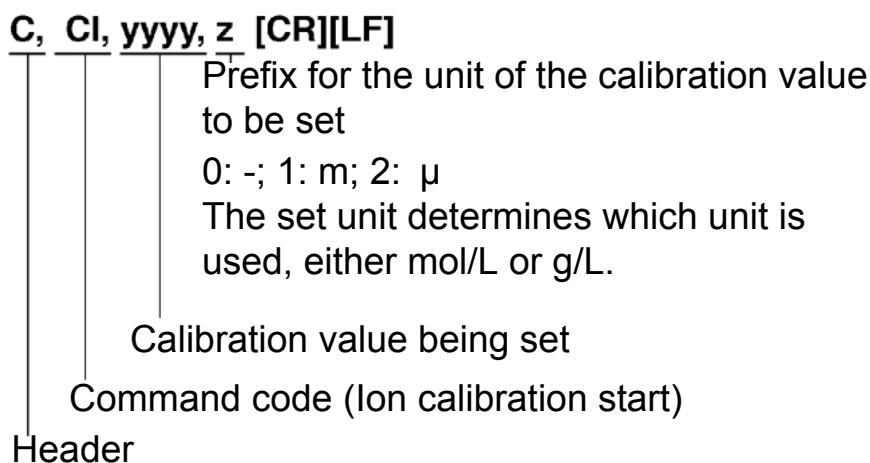 C, CI, yyyy, z [CR][LF]
Prefix for the unit of the calibration value
to be set
0: -; 1: m; 2: μ
The set unit determines which unit is
used, either mol/L or g/L.
Calibration value being set
Command code (Ion calibration start)
Header